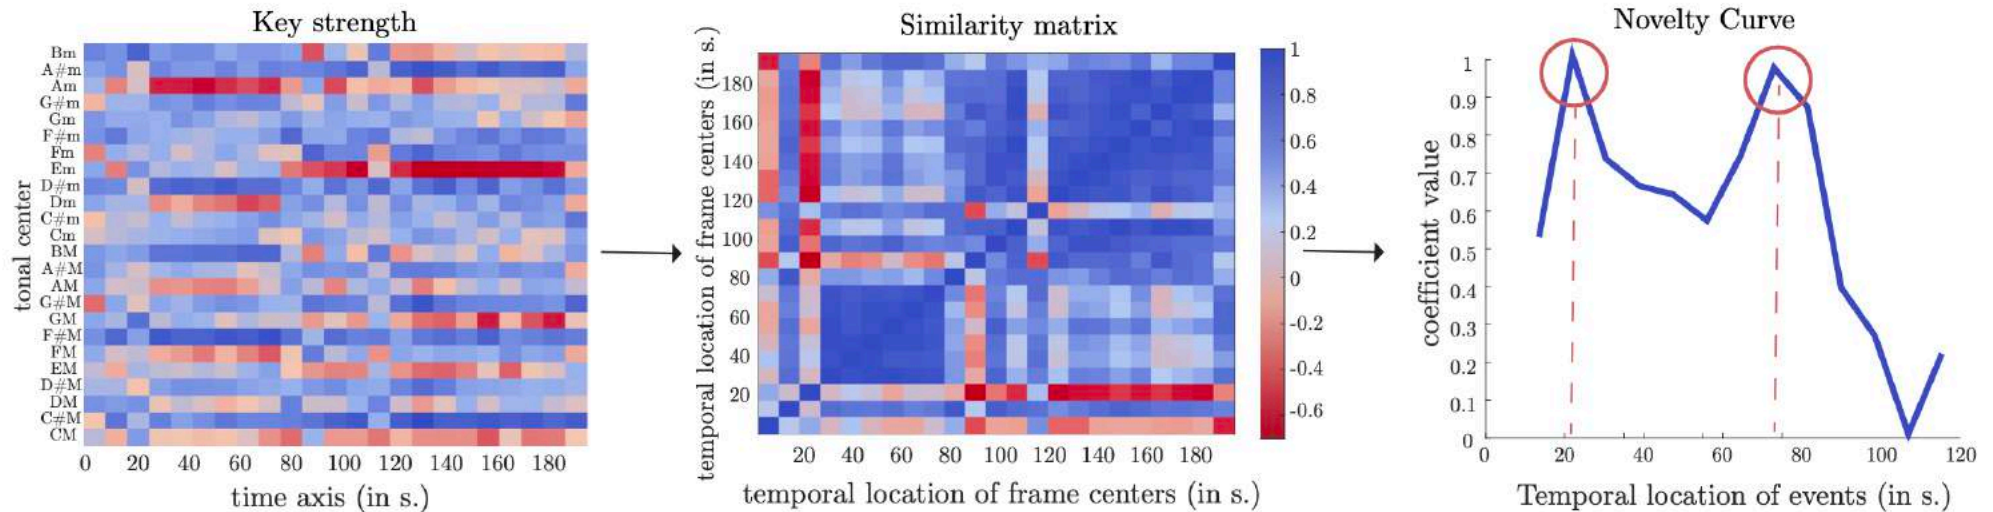 Key strength
tonal center
Bm
A#m
Am
G#m
Gm
F#m
Fm
Em
D#m
Dm
C#m
Cm
BM
A#M
AM
G#M
GM
F#M
FM
EM
D#M
DM
C#M
CM
0 20 40 60 80 100 120 140 160 180
time axis (in s.)
Similarity matrix
temporal location of frame centers (in s.)
180
160
140
120
100
80
60
40
20
20 40 60 80 100 120 140 160 180
temporal location of frame centers (in s.)
1
0.8
0.6
0.4
0.2
0
-0.2
-0.4
-0.6
Novelty Curve
coefficient value
1
0.9
0.8
0.7
0.6
0.5
0.4
0.3
0.2
0.1
0
0 20 40 60 80 100 120
Temporal location of events (in s.)